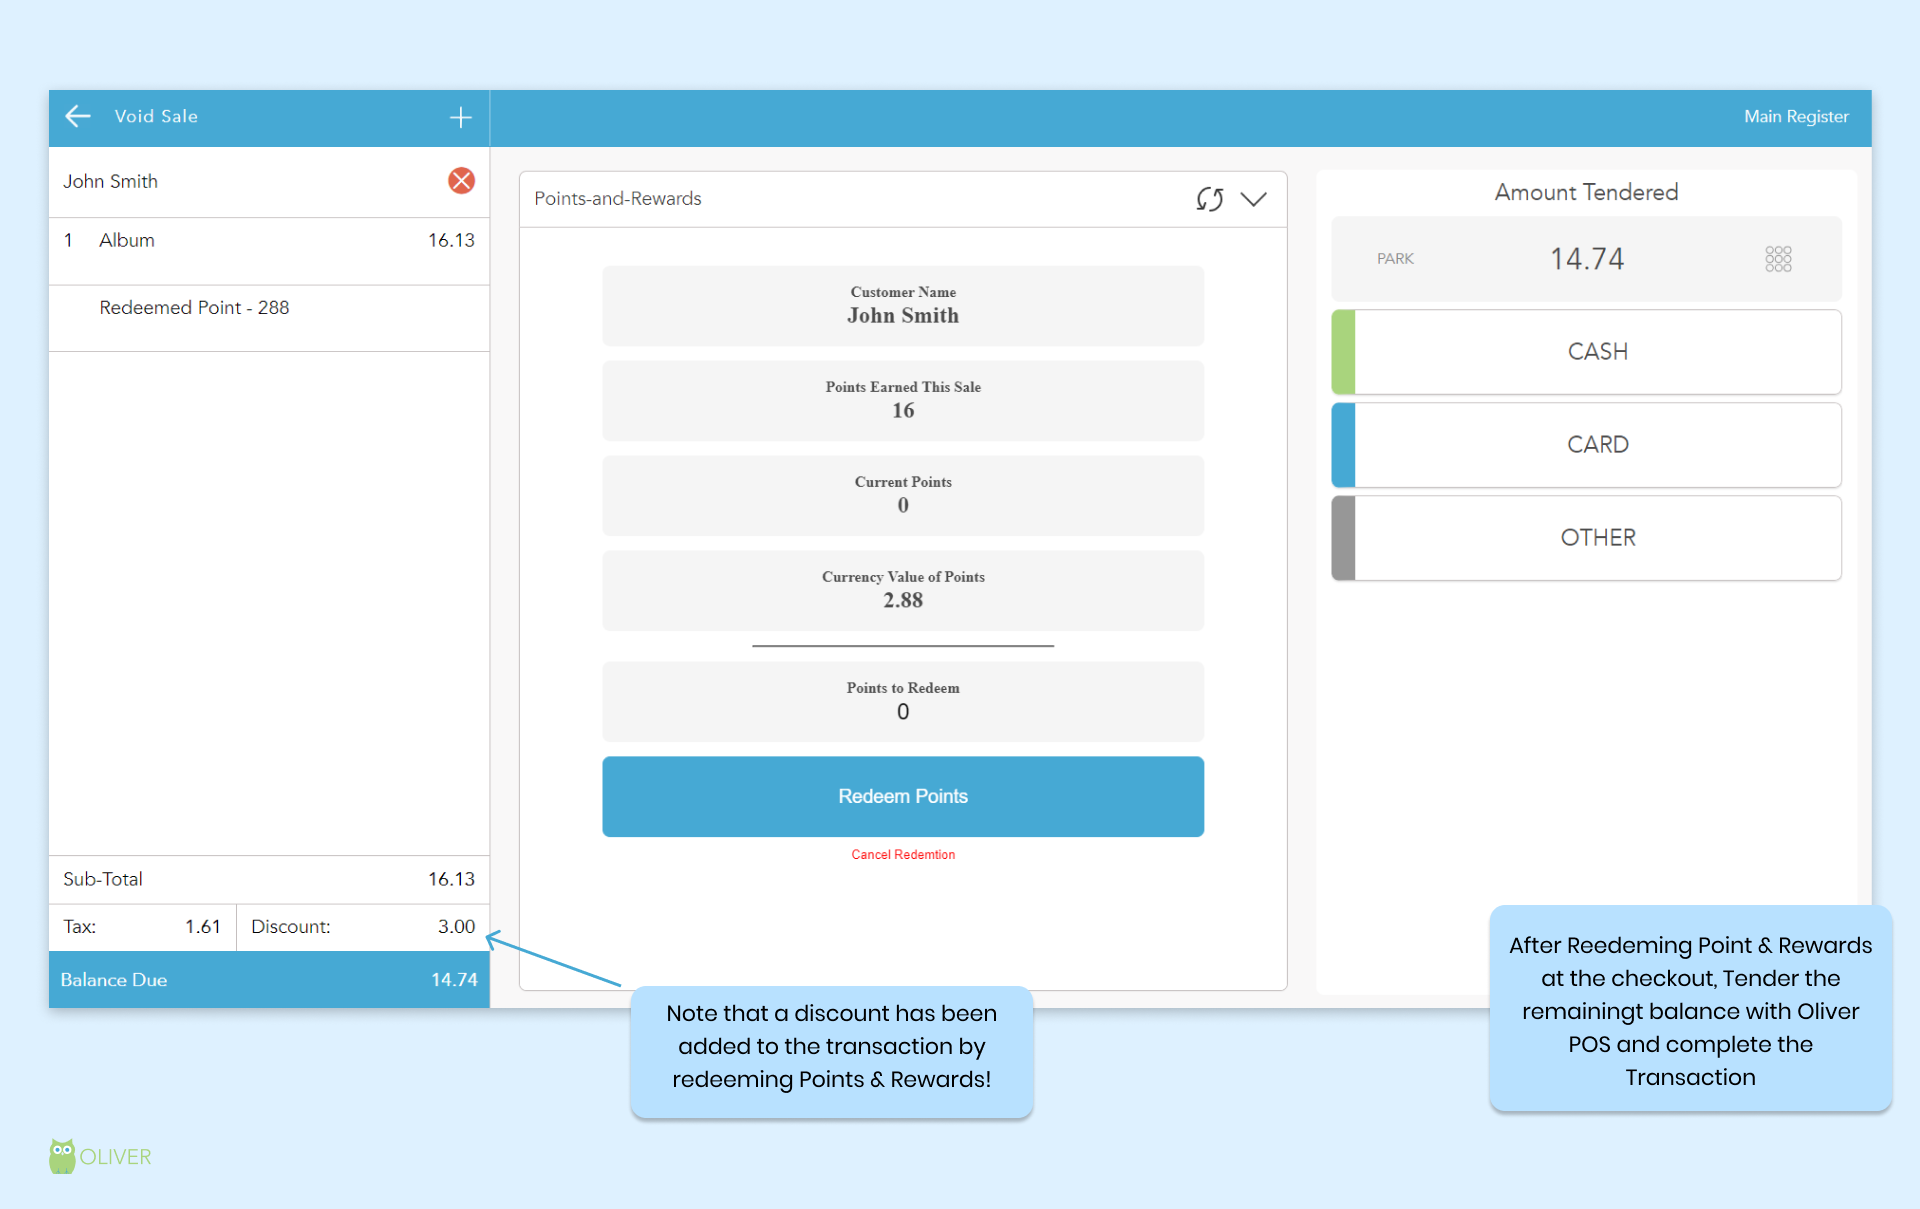 Void Sale
Main Register
John Smith
1 Album 16.13
Redeemed Point - 288
Sub-Total 16.13
Tax: 1.61 Discount: 3.00
Balance Due 14.74
Points-and-Rewards
Customer Name
John Smith
Points Earned This Sale
16
Current Points
0
Currency Value of Points
2.88
Points to Redeem
0
Redeem Points
Cancel Redemtion
Amount Tendered
PARK 14.74
CASH
CARD
OTHER
Note that a discount has been
added to the transaction by
redeeming Points & Rewards!
After Reedeming Point & Rewards
at the checkout, Tender the
remainingt balance with Oliver
POS and complete the
Transaction
OLIVER